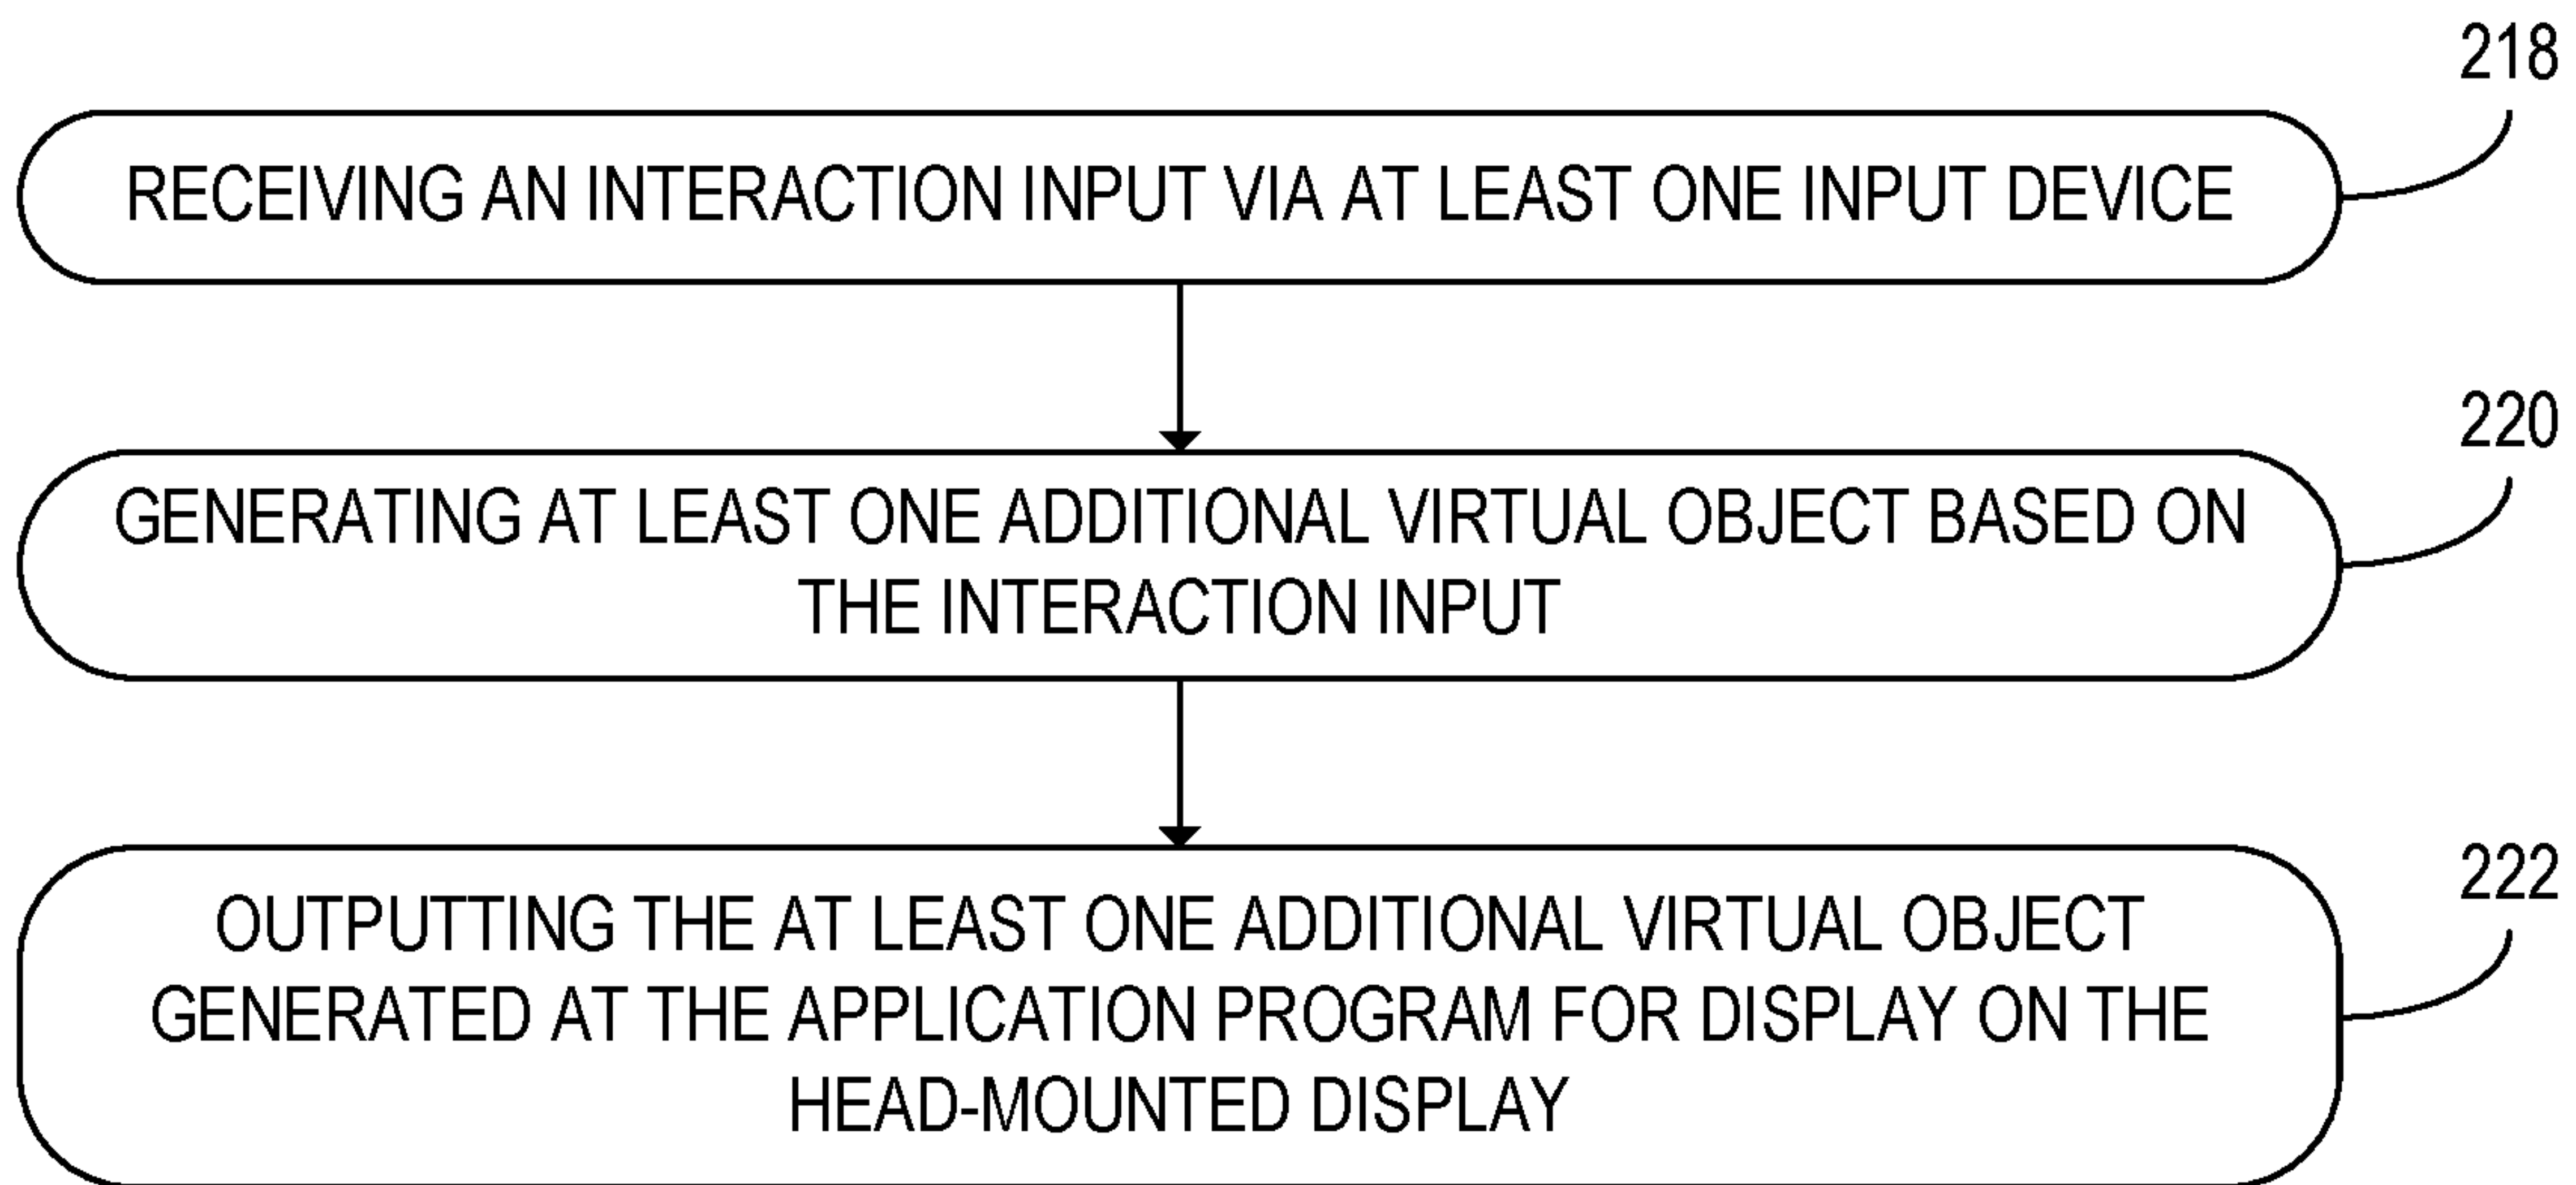 218
RECEIVING AN INTERACTION INPUT VIA AT LEAST ONE INPUT DEVICE
220
GENERATING AT LEAST ONE ADDITIONAL VIRTUAL OBJECT BASED ON
THE INTERACTION INPUT
222
OUTPUTTING THE AT LEAST ONE ADDITIONAL VIRTUAL OBJECT
GENERATED AT THE APPLICATION PROGRAM FOR DISPLAY ON THE
HEAD-MOUNTED DISPLAY